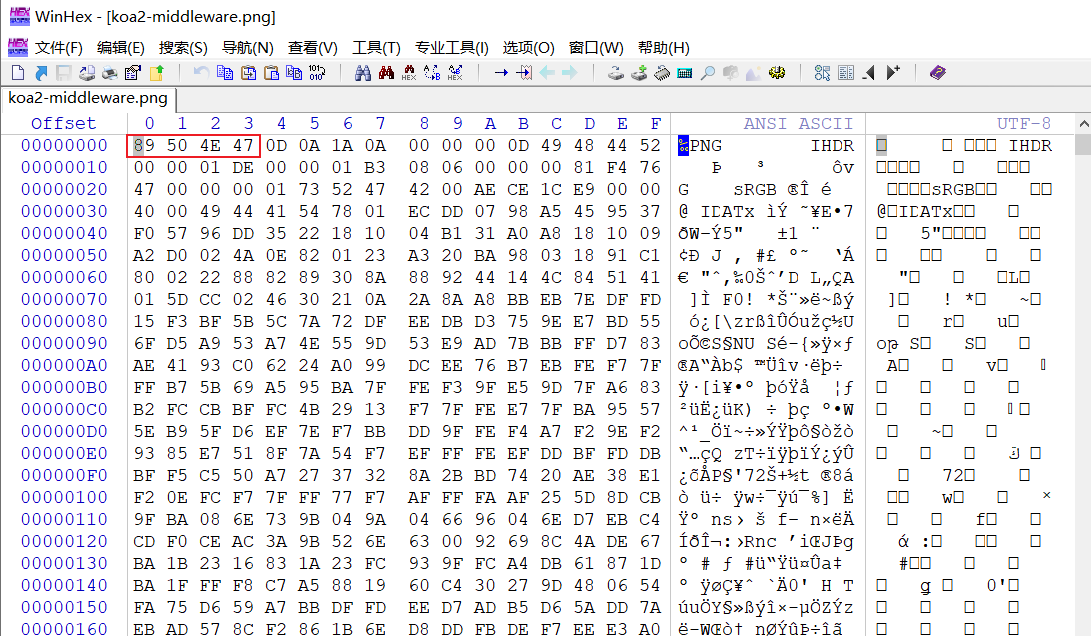 WinHex - [koa2-middleware.png]
文件(F) 编辑(E) 搜索(S) 导航(N) 查看(V) 工具(T) 专业工具(I) 选项(O) 窗口(W) 帮助(H)
koa2-middleware.png
Offset 0 1 2 3 4 5 6 7 8 9 A B C D E F ANSI ASCII UTF-8
00000000 89 50 4E 47 0D 0A 1A 0A 00 00 00 0D 49 48 44 52 PNG IHDR IHDR
00000010 00 00 01 DE 00 00 01 B3 08 06 00 00 00 81 F4 76 Þ ³ ôv
00000020 47 00 00 00 01 73 52 47 42 00 AE CE 1C E9 00 00 G sRGB ®Î é sRGB
00000030 40 00 49 44 41 54 78 01 EC DD 07 98 A5 45 95 37 @ IDATx ìÝ ˜¥E•7 @ IDATx
00000040 F0 57 96 DD 35 22 18 10 04 B1 31 A0 A8 18 10 09 ðW–Ý5" ±1 ¨ 5"
00000050 A2 D0 02 4A 0E 82 01 23 A3 20 BA 98 03 18 91 C1 ¢Ð J ‚ #£ º˜ ‘Á
00000060 80 02 22 88 82 89 30 8A 88 92 44 14 4C 84 51 41 € "ˆ‚‰0Šˆ’D L„QA " L
00000070 01 5D CC 02 46 30 21 0A 2A 8A A8 BB EB 7E DF FD ]Ì F0! *Š¨»ë~ßý ] ! * ~
00000080 15 F3 BF 5B 5C 7A 72 DF EE DB D3 75 9E E7 BD 55 ó¿[\zrßîÛÓužç½U r u
00000090 6F D5 A9 53 A7 4E 55 9D 53 E9 AD 7B BB FF D7 83 oÕ©S§NU Sé-{»ÿ×ƒ S S
000000A0 AE 41 93 C0 62 24 A0 99 DC EE 76 B7 EB FE F7 7F ®A“Àb$ ™Üîv·ëþ÷ A v
000000B0 FF B7 5B 69 A5 95 BA 7F FE F3 9F E5 9D 7F A6 83 ÿ·[i¥•º þóŸå ¦ƒ
000000C0 B2 FC CB BF FC 4B 29 13 F7 7F FE E7 7F BA 95 57 ²üË¿üK) ÷ þç º•W
000000D0 5E B9 5F D6 EF 7E F7 BB DD 9F FE F4 A7 F2 9E F2 ^¹_Öï~÷»ÝŸþô§òžò ~
000000E0 93 85 E7 51 8F 7A 54 F7 EF FF FE EF DD BF FD DB “…çQ zT÷ïÿþïÝ¿ýÛ
000000F0 BF F5 C5 50 A7 27 37 32 8A 2B BD 74 20 AE 38 E1 ¿õÅP§'72Š+½t ®8á 72
00000100 F2 0E FC F7 7F FF 77 F7 AF FF FA AF 25 5D 8D CB ò ü÷ ÿw÷¯ÿú¯%] Ë w
00000110 9F BA 08 6E 73 9B 04 9A 04 66 96 04 6E D7 EB C4 Ÿº ns› š f– n×ëÄ f
00000120 CD F0 CE AC 3A 9B 52 6E 63 00 92 69 8C 4A DE 67 ÍðÎ¬:›Rnc ’iŒJÞg ά :
00000130 BA 1B 23 16 83 1A 23 FC 93 9F FC A4 DB 61 87 1D º # ƒ #ü“Ÿü¤Ûa‡ #
00000140 BA 1F FF F8 C7 A5 88 19 60 C4 30 27 9D 48 06 54 º ÿøÇ¥ˆ `Ä0' H T 0'
00000150 FA 75 D6 59 A7 BB DF FD EE D7 AD B5 D6 5A DD 7A úuÖY§»ßýî×-µÖZÝz
00000160 EB AD 57 8C F2 86 1B 6E D8 DD FB DE F7 EE E3 A0 ë-WŒò† nØÝûÞ÷îã